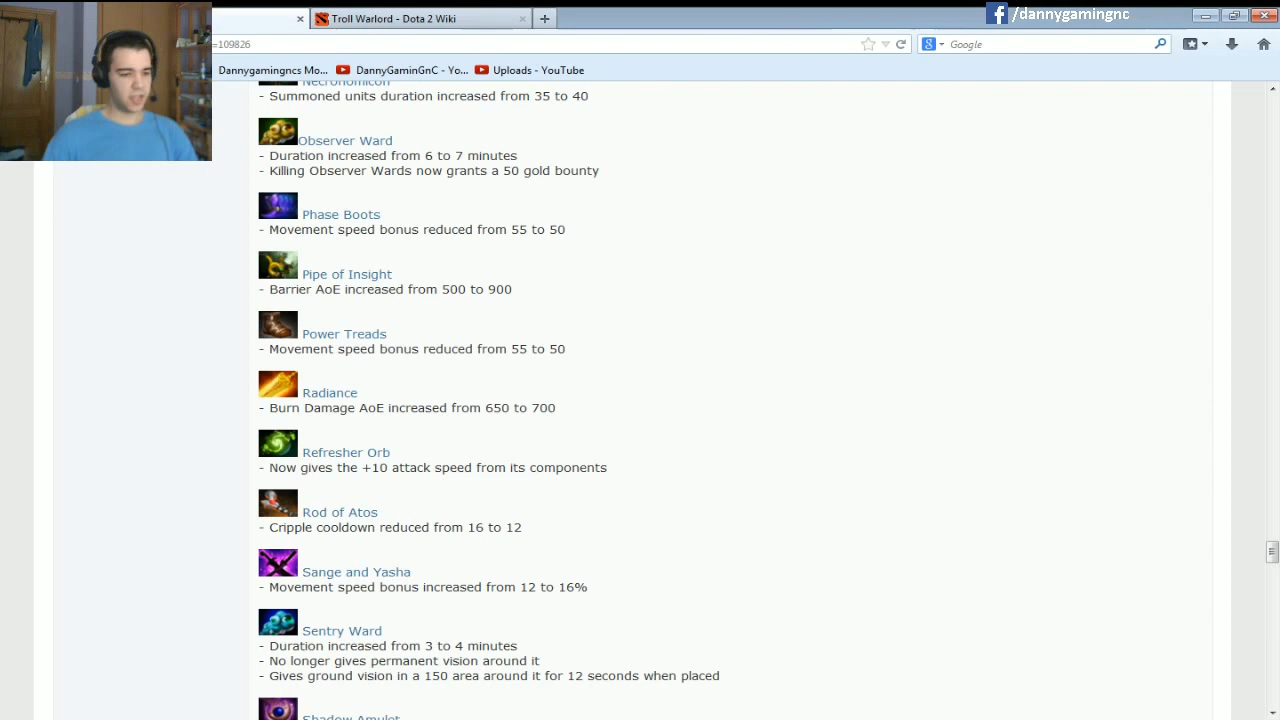 Troll Warlord - Dota 2 Wiki
/dannygamingnc
=109826
Google
Dannygamingncs Mo...
DannyGaminGnC - Yo...
Uploads - YouTube
Necronomicon
- Summoned units duration increased from 35 to 40
Observer Ward
- Duration increased from 6 to 7 minutes
- Killing Observer Wards now grants a 50 gold bounty
Phase Boots
- Movement speed bonus reduced from 55 to 50
Pipe of Insight
- Barrier AoE increased from 500 to 900
Power Treads
- Movement speed bonus reduced from 55 to 50
Radiance
- Burn Damage AoE increased from 650 to 700
Refresher Orb
- Now gives the +10 attack speed from its components
Rod of Atos
- Cripple cooldown reduced from 16 to 12
Sange and Yasha
- Movement speed bonus increased from 12 to 16%
Sentry Ward
- Duration increased from 3 to 4 minutes
- No longer gives permanent vision around it
- Gives ground vision in a 150 area around it for 12 seconds when placed
Shadow Amulet